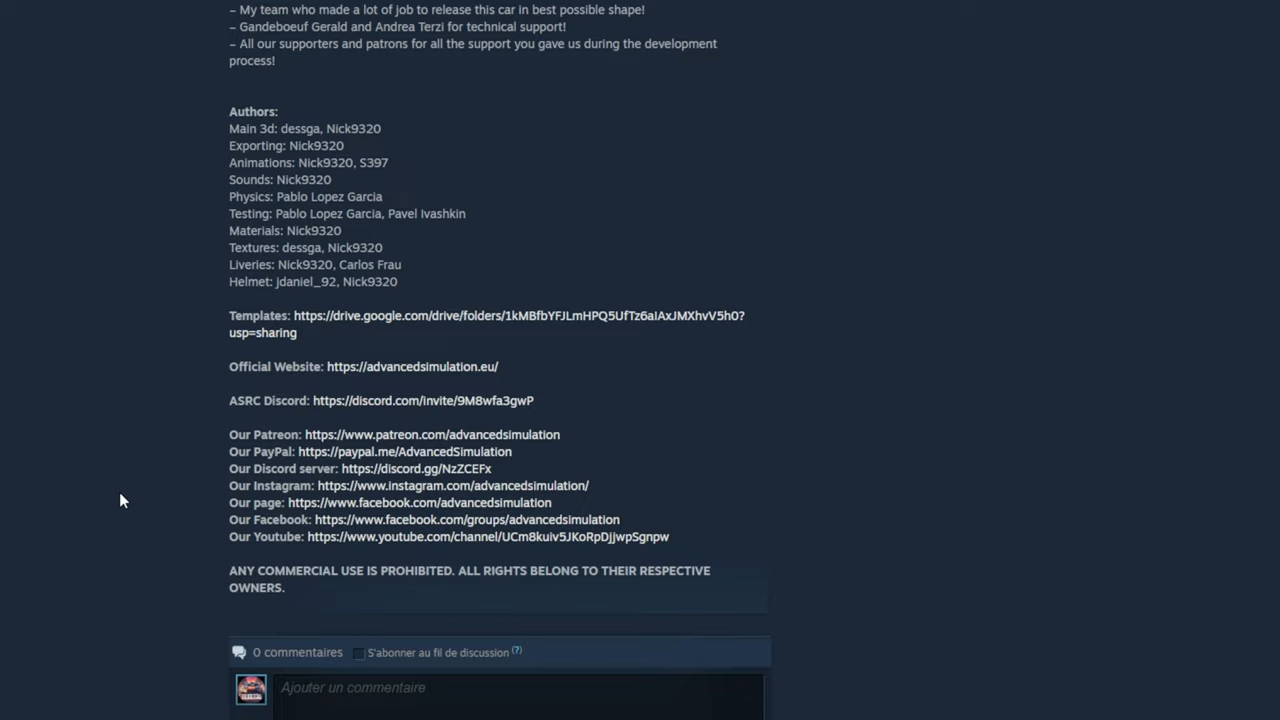 – My team who made a lot of job to release this car in best possible shape!
– Gandeboeuf Gerald and Andrea Terzi for technical support!
– All our supporters and patrons for all the support you gave us during the development
process!
Authors:
Main 3d: dessga, Nick9320
Exporting: Nick9320
Animations: Nick9320, S397
Sounds: Nick9320
Physics: Pablo Lopez Garcia
Testing: Pablo Lopez Garcia, Pavel Ivashkin
Materials: Nick9320
Textures: dessga, Nick9320
Liveries: Nick9320, Carlos Frau
Helmet: jdaniel_92, Nick9320
Templates: https://drive.google.com/drive/folders/1kMBfbYFJLmHPQ5UfTz6aIAxJMXhvV5h0?
usp=sharing
Official Website: https://advancedsimulation.eu/
ASRC Discord: https://discord.com/invite/9M8wfa3gwP
Our Patreon: https://www.patreon.com/advancedsimulation
Our PayPal: https://paypal.me/AdvancedSimulation
Our Discord server: https://discord.gg/NzZCEFx
Our Instagram: https://www.instagram.com/advancedsimulation/
Our page: https://www.facebook.com/advancedsimulation
Our Facebook: https://www.facebook.com/groups/advancedsimulation
Our Youtube: https://www.youtube.com/channel/UCm8kuiv5JKoRpDjjwpSgnpw
ANY COMMERCIAL USE IS PROHIBITED. ALL RIGHTS BELONG TO THEIR RESPECTIVE
OWNERS.
0 commentaires S'abonner au fil de discussion (?)
Ajouter un commentaire